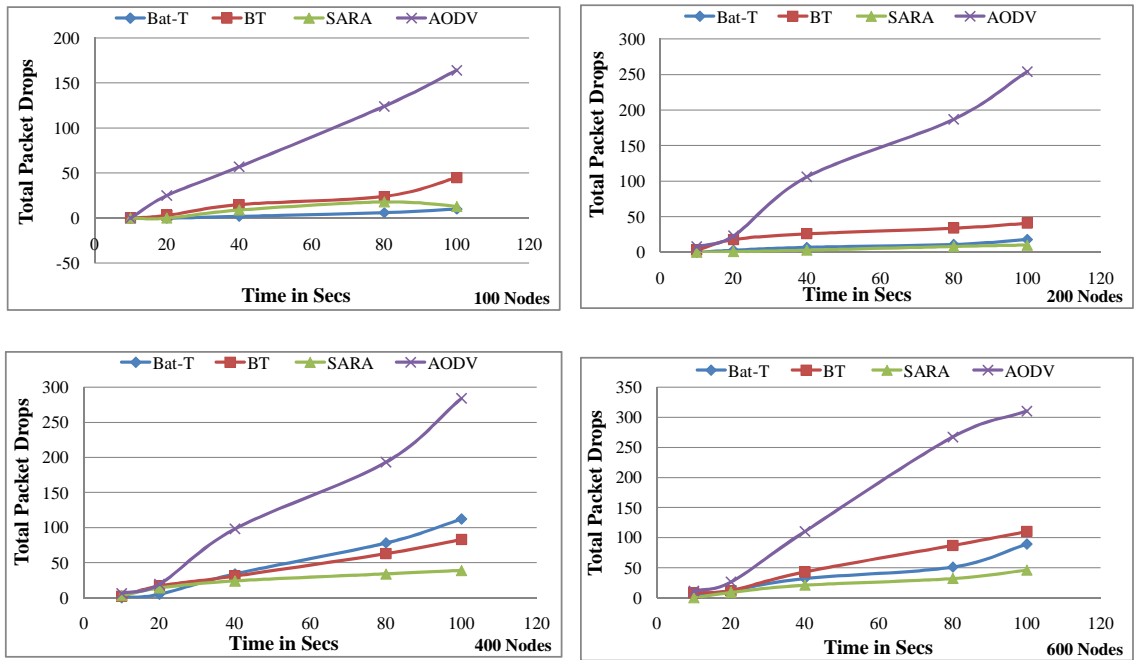 Bat-T BT SARA AODV
200
150
100
50
0
-50
0 20 40 60 80 100 120
Total Packet Drops
Time in Secs
100 Nodes
Bat-T BT SARA AODV
300
250
200
150
100
50
0
0 20 40 60 80 100 120
Total Packet Drops
Time in Secs
200 Nodes
Bat-T BT SARA AODV
300
250
200
150
100
50
0
0 20 40 60 80 100 120
Total Packet Drops
Time in Secs
400 Nodes
Bat-T BT SARA AODV
350
300
250
200
150
100
50
0
0 20 40 60 80 100 120
Total Packet Drops
Time in Secs
600 Nodes